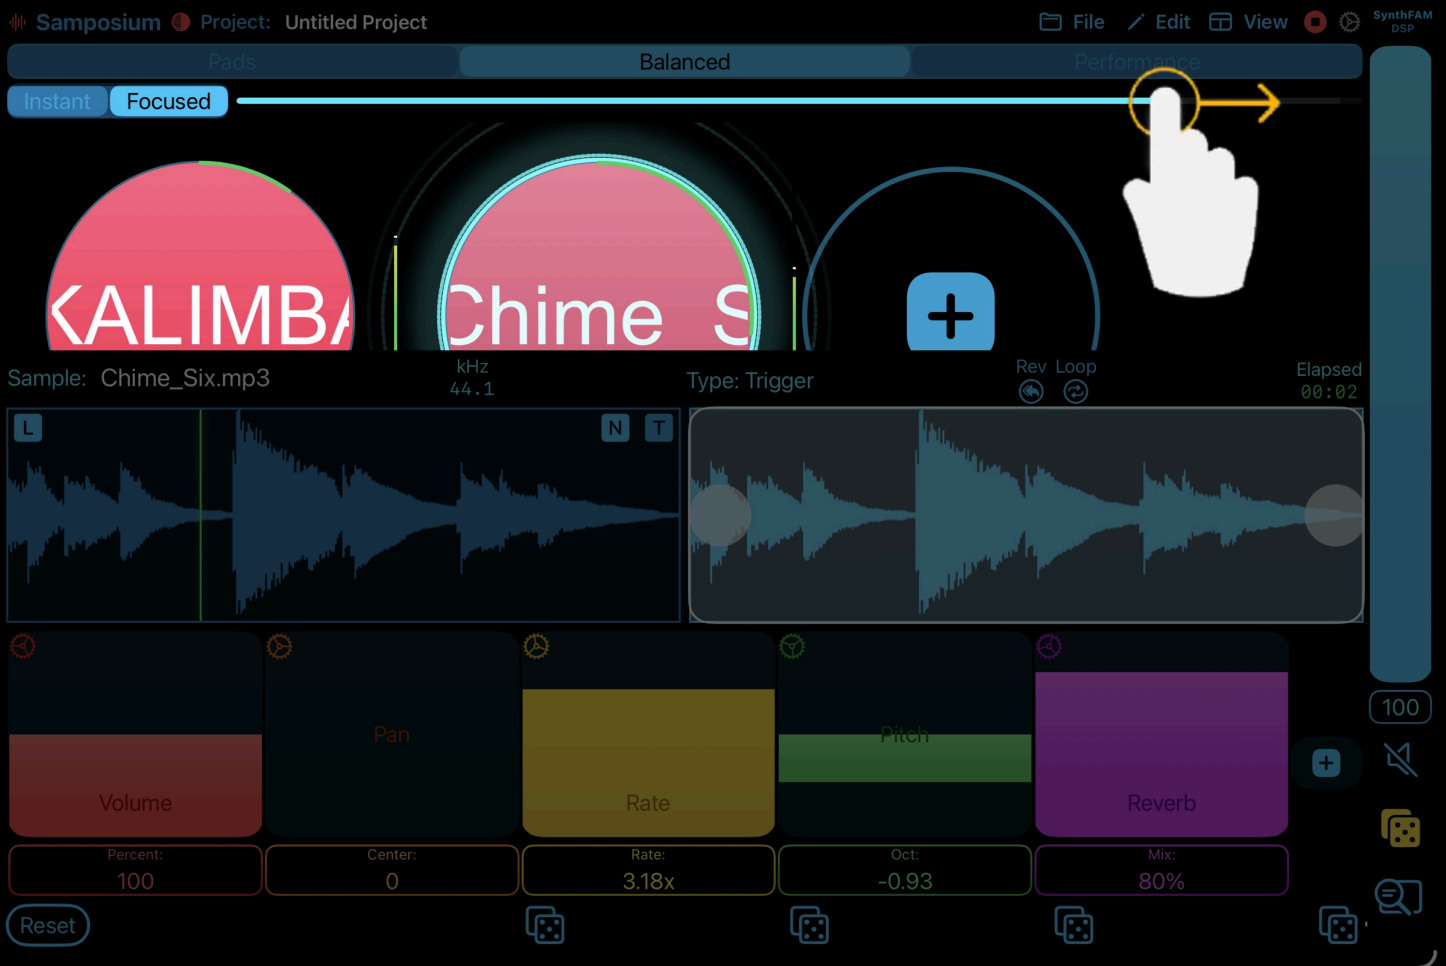 Samposium Project: Untitled Project File Edit View SynthFAM DSP
Pads Balanced Performance
Instant Focused
KALIMBA Chime S
Sample: Chime_Six.mp3 kHz 44.1 Type: Trigger Rev Loop Elapsed 00:02
L N T
Volume Pan Rate Pitch Reverb
100
Percent: Center: Rate: Oct: Mix:
100 0 3.18x -0.93 80%
Reset